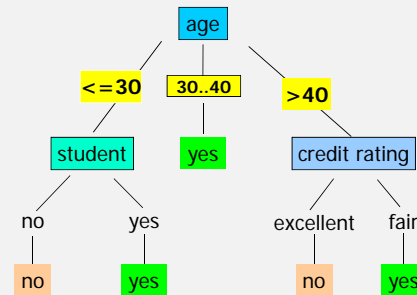 age
<=30
30..40
>40
student
yes
credit rating
no
yes
excellent
fair
no
yes
no
yes